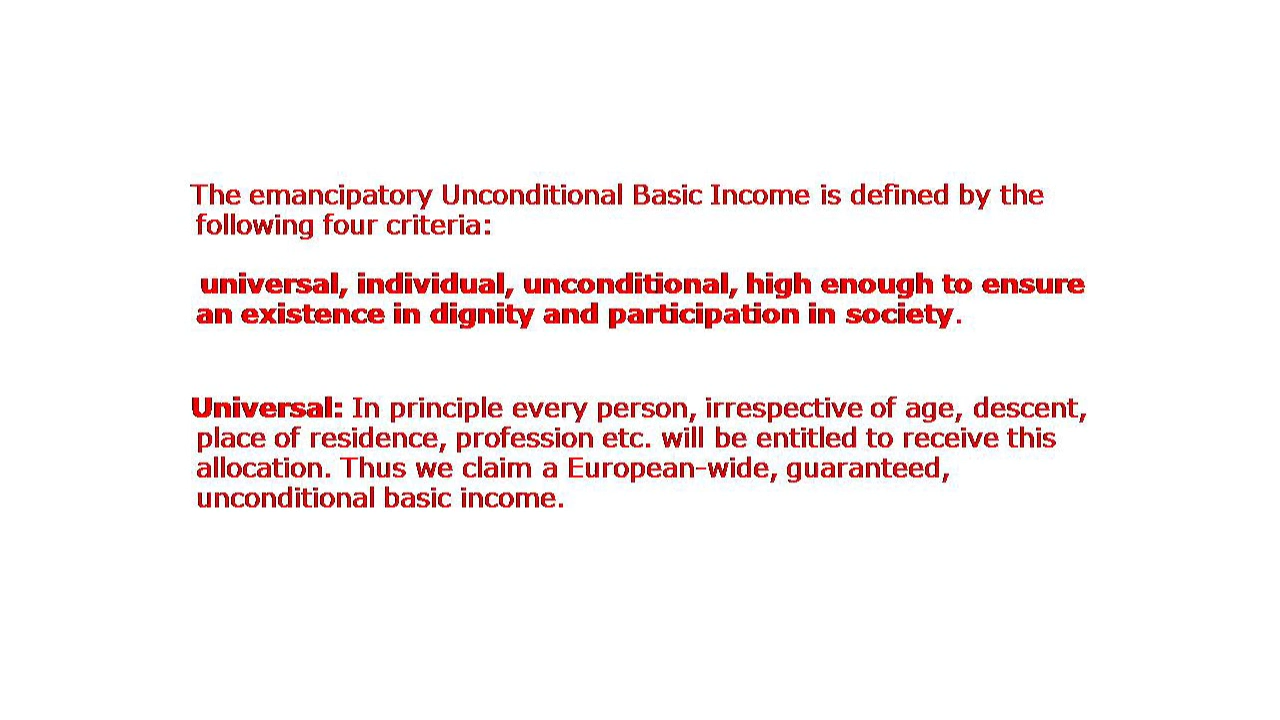 The emancipatory Unconditional Basic Income is defined by the
following four criteria:
universal, individual, unconditional, high enough to ensure
an existence in dignity and participation in society.
Universal: In principle every person, irrespective of age, descent,
place of residence, profession etc. will be entitled to receive this
allocation. Thus we claim a European-wide, guaranteed,
unconditional basic income.